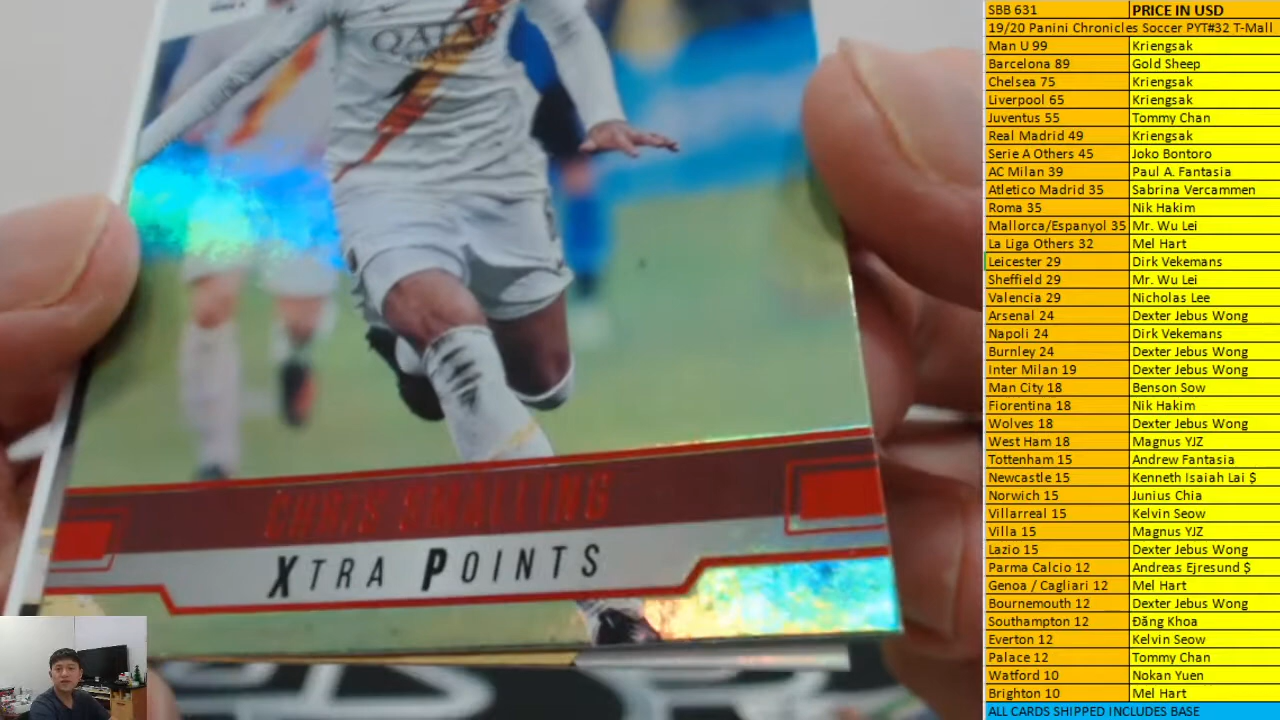 QATAR
CHRIS SMALLING
XTRA POINTS
SBB 631 PRICE IN USD
19/20 Panini Chronicles Soccer PYT#32 T-Mall
Man U 99 Kriengsak
Barcelona 89 Gold Sheep
Chelsea 75 Kriengsak
Liverpool 65 Kriengsak
Juventus 55 Tommy Chan
Real Madrid 49 Kriengsak
Serie A Others 45 Joko Bontoro
AC Milan 39 Paul A. Fantasia
Atletico Madrid 35 Sabrina Vercammen
Roma 35 Nik Hakim
Mallorca/Espanyol 35 Mr. Wu Lei
La Liga Others 32 Mel Hart
Leicester 29 Dirk Vekemans
Sheffield 29 Mr. Wu Lei
Valencia 29 Nicholas Lee
Arsenal 24 Dexter Jebus Wong
Napoli 24 Dirk Vekemans
Burnley 24 Dexter Jebus Wong
Inter Milan 19 Dexter Jebus Wong
Man City 18 Benson Sow
Fiorentina 18 Nik Hakim
Wolves 18 Dexter Jebus Wong
West Ham 18 Magnus YJZ
Tottenham 15 Andrew Fantasia
Newcastle 15 Kenneth Isaiah Lai $
Norwich 15 Junius Chia
Villarreal 15 Kelvin Seow
Villa 15 Magnus YJZ
Lazio 15 Dexter Jebus Wong
Parma Calcio 12 Andreas Ejresund $
Genoa / Cagliari 12 Mel Hart
Bournemouth 12 Dexter Jebus Wong
Southampton 12 Đăng Khoa
Everton 12 Kelvin Seow
Palace 12 Tommy Chan
Watford 10 Nokan Yuen
Brighton 10 Mel Hart
ALL CARDS SHIPPED INCLUDES BASE